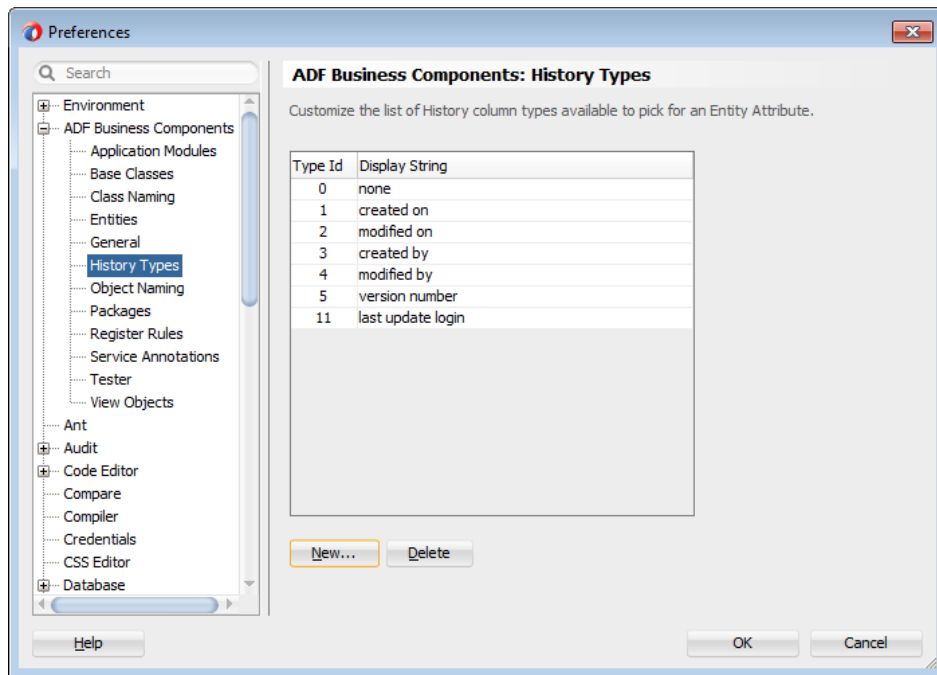 Preferences
Search
Environment
ADF Business Components
Application Modules
Base Classes
Class Naming
Entities
General
History Types
Object Naming
Packages
Register Rules
Service Annotations
Tester
View Objects
Ant
Audit
Code Editor
Compare
Compiler
Credentials
CSS Editor
Database
ADF Business Components: History Types
Customize the list of History column types available to pick for an Entity Attribute.
Type Id Display String
0 none
1 created on
2 modified on
3 created by
4 modified by
5 version number
11 last update login
New... Delete
Help OK Cancel